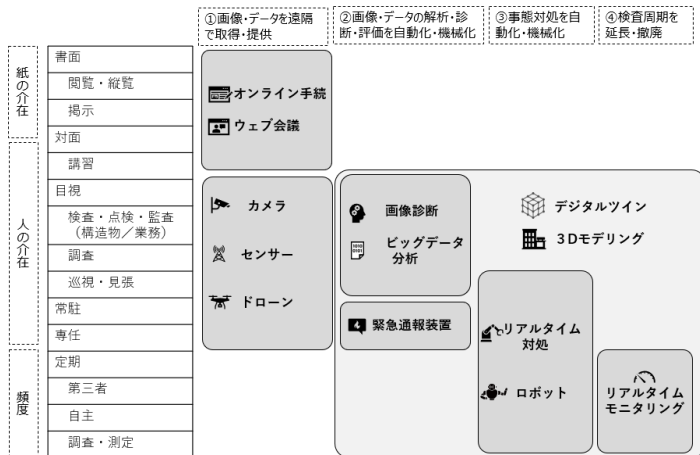 ①画像・データを遠隔
で取得・提供
②画像・データの解析・診
断・評価を自動化・機械化
③事態対処を自
動化・機械化
④検査周期を
延長・撤廃
紙の介在
書面
閲覧・縦覧
掲示
人の介在
対面
講習
目視
検査・点検・監査
（構造物／業務）
調査
巡視・見張
常駐
専任
頻度
定期
第三者
自主
調査・測定
オンライン手続
ウェブ会議
カメラ
センサー
ドローン
画像診断
ビッグデータ
分析
緊急通報装置
デジタルツイン
３Dモデリング
リアルタイム
対処
ロボット
リアルタイム
モニタリング